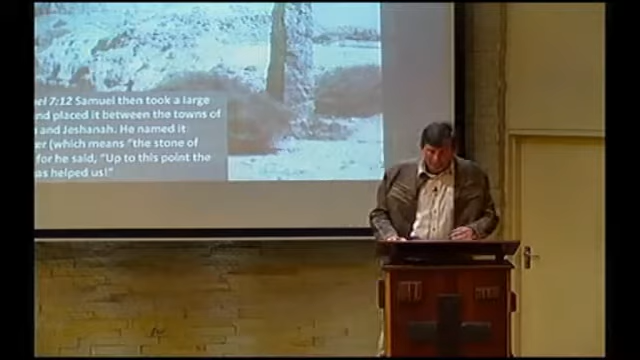 el 7:12 Samuel then took a large
nd placed it between the towns of
and Jeshanah. He named it
er (which means "the stone of
for he said, "Up to this point the
as helped us!"